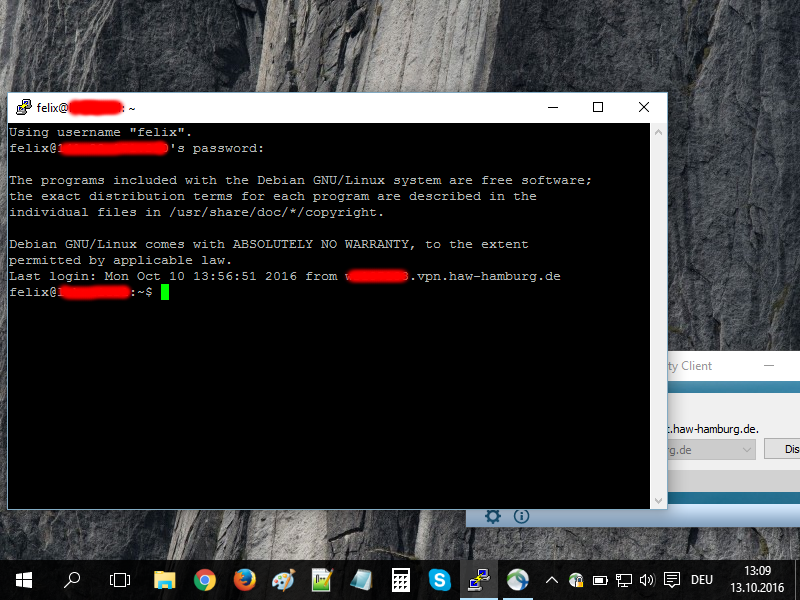 felix@ : ~
Using username "felix".
felix@ 's password:
The programs included with the Debian GNU/Linux system are free software;
the exact distribution terms for each program are described in the
individual files in /usr/share/doc/*/copyright.
Debian GNU/Linux comes with ABSOLUTELY NO WARRANTY, to the extent
permitted by applicable law.
Last login: Mon Oct 10 13:56:51 2016 from .vpn.haw-hamburg.de
felix@ :~$
ty Client
t.haw-hamburg.de.
rg.de
Dis
DEU
13:09
13.10.2016